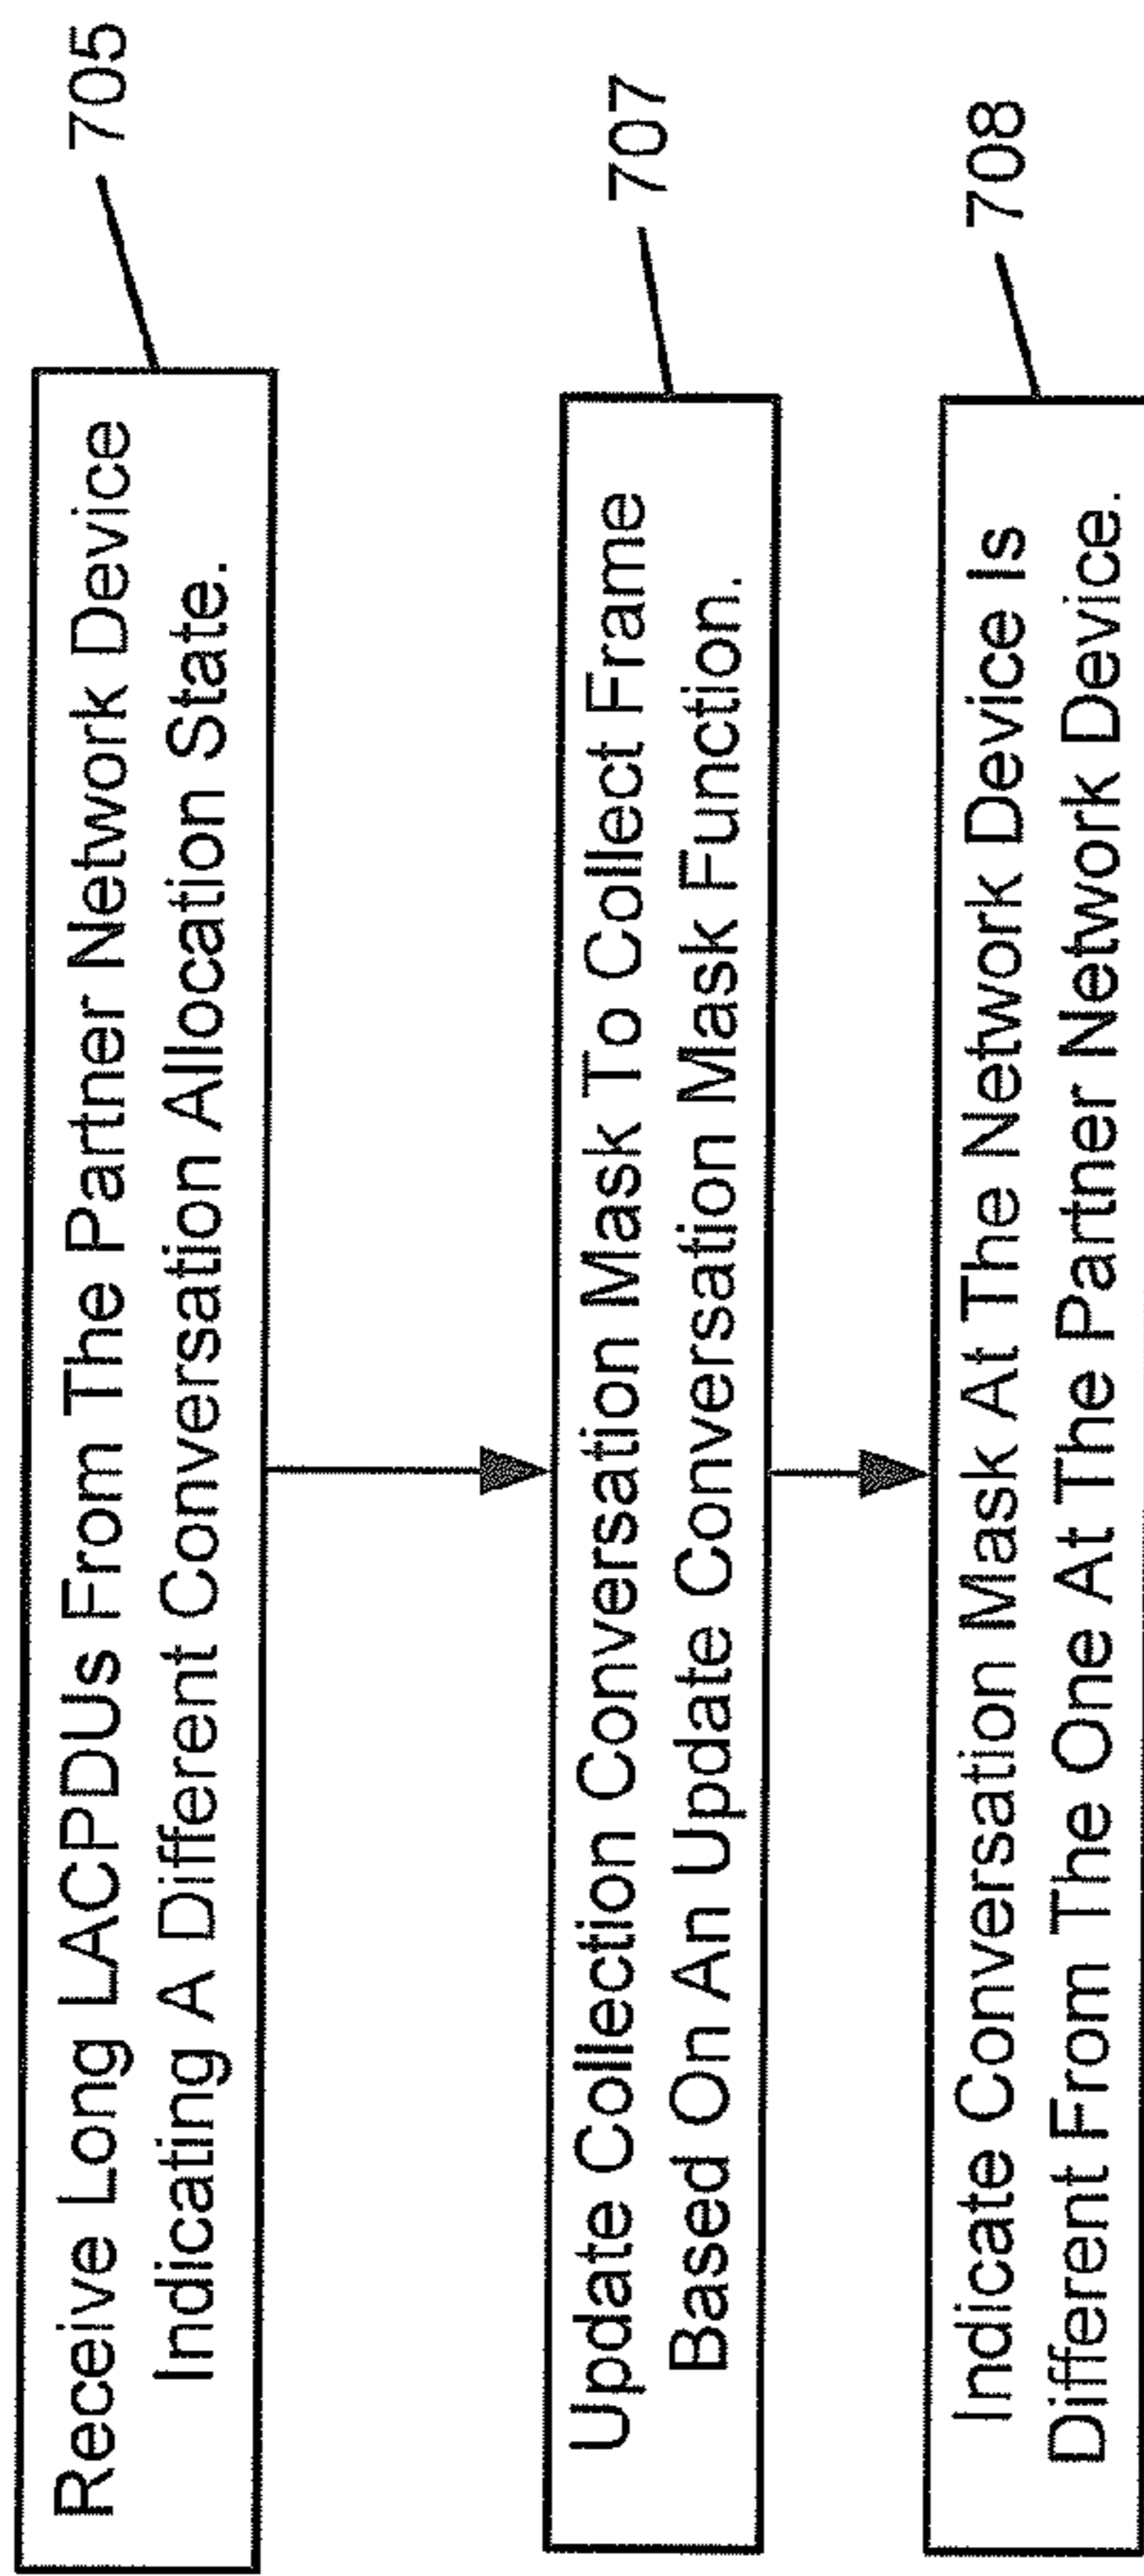 Receive Long LACPDUs From The Partner Network Device
Indicating A Different Conversation Allocation State.
705
Update Collection Conversation Mask To Collect Frame
Based On An Update Conversation Mask Function.
707
Indicate Conversation Mask At The Network Device Is
Different From The One At The Partner Network Device.
708